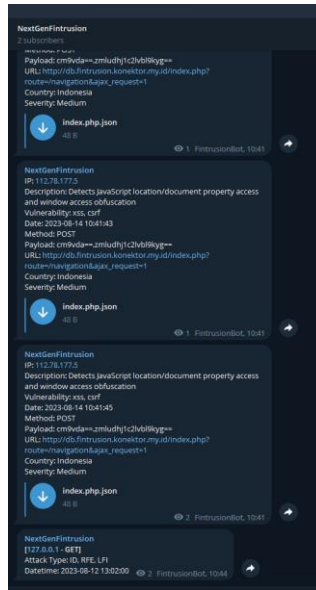 NextGenFintrusion
2 subscribers
Method: POST
Payload: cm9vda==.zmludhj1c2lvbl9kyg==
URL: http://db.fintrusion.konektor.my.id/index.php?
route=/navigation&ajax_request=1
Country: Indonesia
Severity: Medium
index.php.json
48 B
1 FintrusionBot, 10:41
NextGenFintrusion
IP: 112.78.177.5
Description: Detects JavaScript location/document property access
and window access obfuscation
Vulnerability: xss, csrf
Date: 2023-08-14 10:41:43
Method: POST
Payload: cm9vda==.zmludhj1c2lvbl9kyg==
URL: http://db.fintrusion.konektor.my.id/index.php?
route=/navigation&ajax_request=1
Country: Indonesia
Severity: Medium
index.php.json
48 B
1 FintrusionBot, 10:41
NextGenFintrusion
IP: 112.78.177.5
Description: Detects JavaScript location/document property access
and window access obfuscation
Vulnerability: xss, csrf
Date: 2023-08-14 10:41:45
Method: POST
Payload: cm9vda==.zmludhj1c2lvbl9kyg==
URL: http://db.fintrusion.konektor.my.id/index.php?
route=/navigation&ajax_request=1
Country: Indonesia
Severity: Medium
index.php.json
48 B
2 FintrusionBot, 10:41
NextGenFintrusion
[127.0.0.1 - GET]
Attack Type: ID, RFE, LFI
Datetime: 2023-08-12 13:02:00 2 FintrusionBot, 10:44